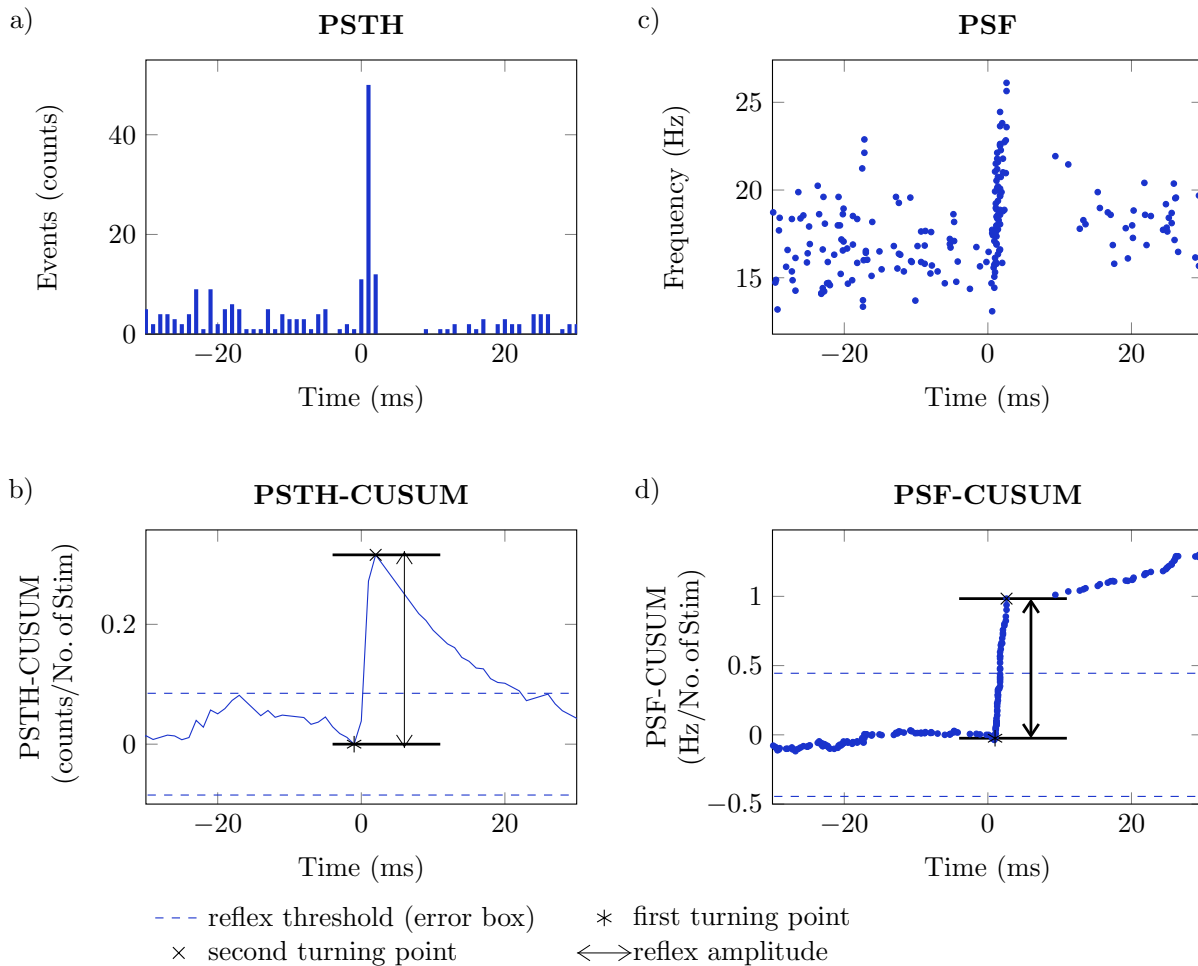 a)
PSTH
40
20
0
−20
0
20
Events (counts)
Time (ms)
c)
PSF
25
20
15
−20
0
20
Frequency (Hz)
Time (ms)
b)
PSTH-CUSUM
0.2
0
−20
0
20
PSTH-CUSUM
(counts/No. of Stim)
Time (ms)
d)
PSF-CUSUM
1
0.5
0
−0.5
−20
0
20
PSF-CUSUM
(Hz/No. of Stim)
Time (ms)
reflex threshold (error box)
first turning point
second turning point
reflex amplitude